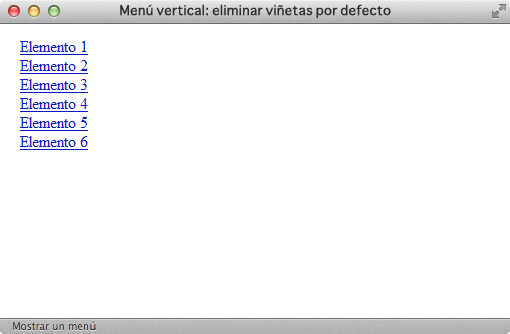 Menú vertical: eliminar viñetas por defecto
Elemento 1
Elemento 2
Elemento 3
Elemento 4
Elemento 5
Elemento 6
Mostrar un menú